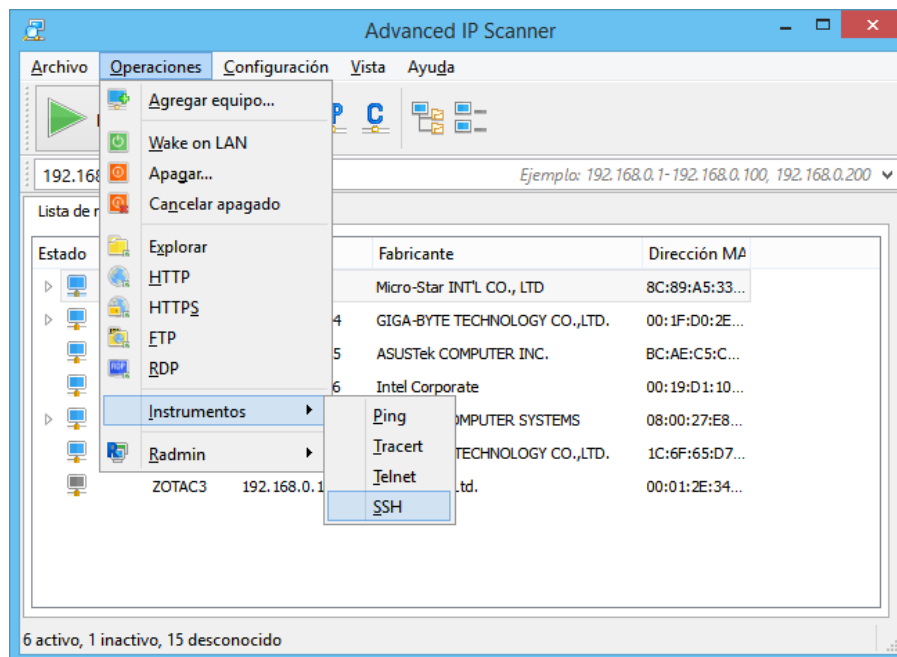 Advanced IP Scanner
Archivo Operaciones Configuración Vista Ayuda
Agregar equipo...
P C
Wake on LAN
192.168 Apagar... Ejemplo: 192.168.0.1-192.168.0.100, 192.168.0.200
Cancelar apagado
Lista de r
Explorar
Estado Fabricante Dirección MA
HTTP
Micro-Star INT'L CO., LTD 8C:89:A5:33...
HTTPS
4 GIGA-BYTE TECHNOLOGY CO.,LTD. 00:1F:D0:2E...
FTP
5 ASUSTek COMPUTER INC. BC:AE:C5:C...
RDP
6 Intel Corporate 00:19:D1:10...
Instrumentos
Ping
COMPUTER SYSTEMS 08:00:27:E8...
Tracert
Radmin
TECHNOLOGY CO.,LTD. 1C:6F:65:D7...
Telnet
ZOTAC3 192.168.0.1 Ltd. 00:01:2E:34...
SSH
6 activo, 1 inactivo, 15 desconocido